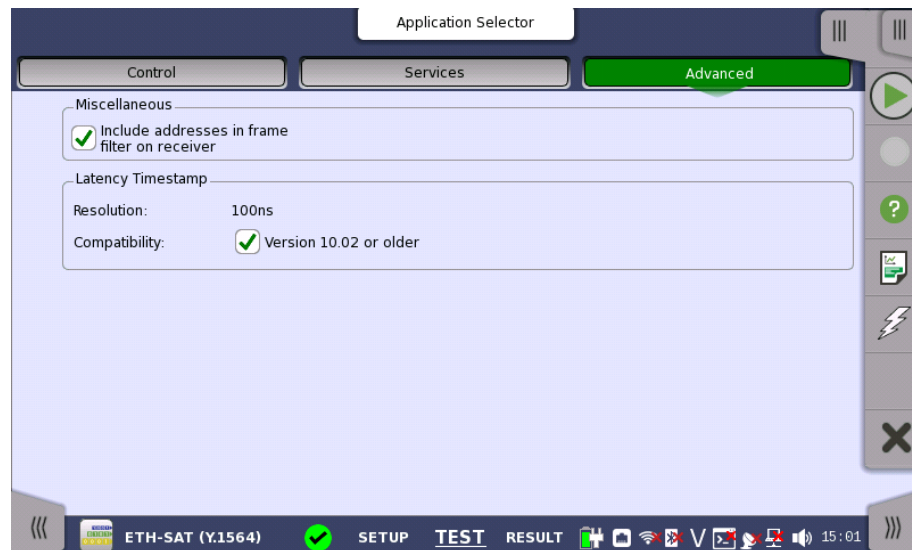 Application Selector
Control
Services
Advanced
Miscellaneous
Include addresses in frame
filter on receiver
Latency Timestamp
Resolution: 100ns
Compatibility: Version 10.02 or older
ETH-SAT (Y.1564) SETUP TEST RESULT 15:01